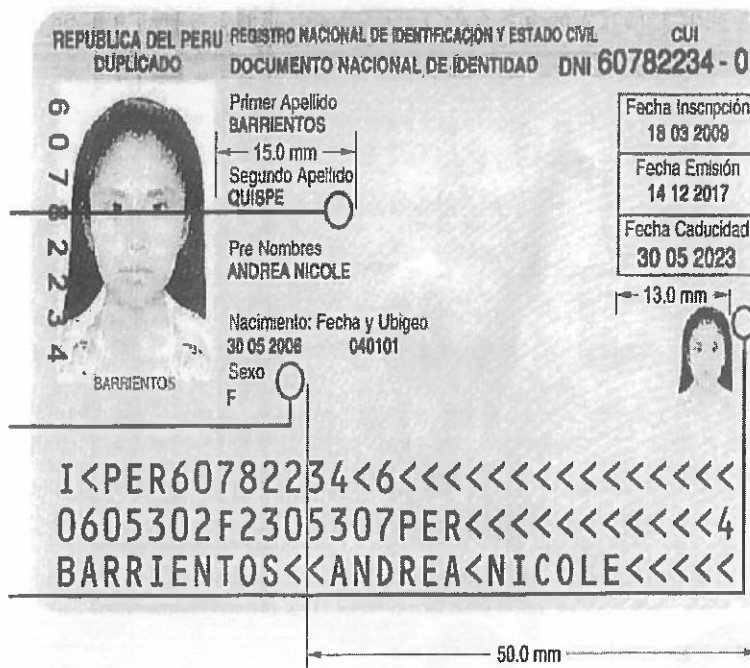 REPUBLICA DEL PERU REGISTRO NACIONAL DE IDENTIFICACIÓN Y ESTADO CIVIL CUI
DUPLICADO DOCUMENTO NACIONAL DE IDENTIDAD DNI 60782234 - 0
60782234
Primer Apellido
BARRIENTOS
15.0 mm
Segundo Apellido
QUISPE
Pre Nombres
ANDREA NICOLE
Nacimiento: Fecha y Ubigeo
30 05 2006 040101
Sexo
F
BARRIENTOS
Fecha Inscripción
18 03 2009
Fecha Emisión
14 12 2017
Fecha Caducidad
30 05 2023
13.0 mm
I<PER60782234<6<<<<<<<<<<<<<<<
0605302F2305307PER<<<<<<<<<<<4
BARRIENTOS<<ANDREA<NICOLE<<<<<
50.0 mm